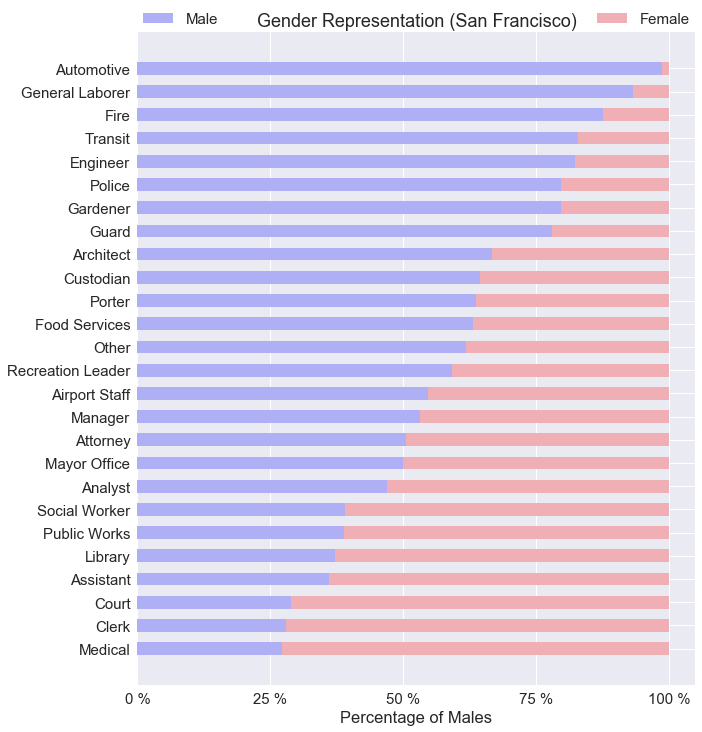 Male Gender Representation (San Francisco) Female
Automotive
General Laborer
Fire
Transit
Engineer
Police
Gardener
Guard
Architect
Custodian
Porter
Food Services
Other
Recreation Leader
Airport Staff
Manager
Attorney
Mayor Office
Analyst
Social Worker
Public Works
Library
Assistant
Court
Clerk
Medical
0 % 25 % 50 % 75 % 100 %
Percentage of Males